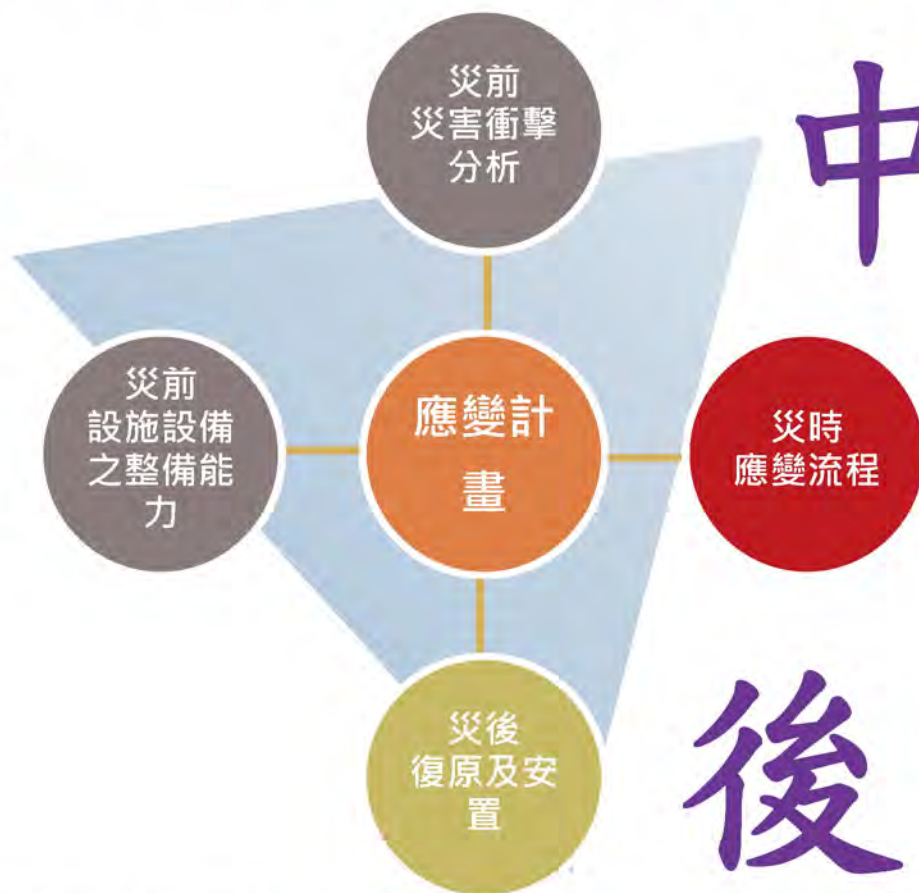 災前
災害衝擊
分析
中
災前
設施設備
之整備能
力
應變計
畫
災時
應變流程
災後
復原及安
置
後